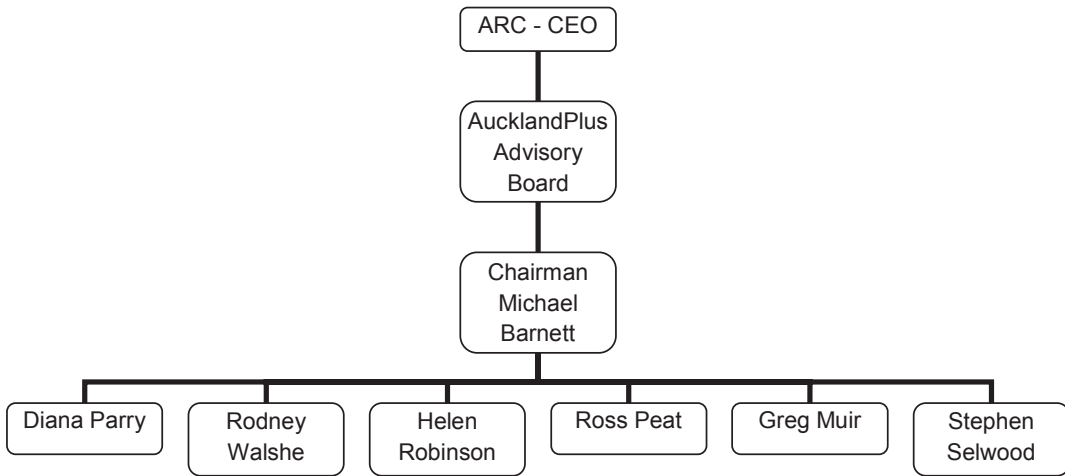 ARC - CEO
AucklandPlus
Advisory
Board
Chairman
Michael
Barnett
Diana Parry
Rodney
Walshe
Helen
Robinson
Ross Peat
Greg Muir
Stephen
Selwood